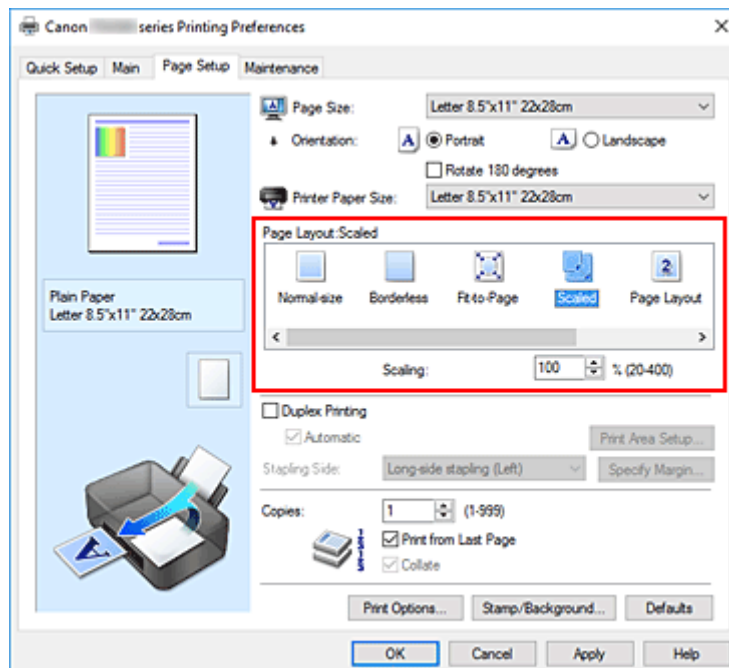 Canon series Printing Preferences
Quick Setup Main Page Setup Maintenance
Page Size: Letter 8.5"x11" 22x28cm
Orientation: A Portrait A Landscape
Rotate 180 degrees
Printer Paper Size: Letter 8.5"x11" 22x28cm
Page Layout:Scaled
Normal-size Borderless Fit-to-Page Scaled Page Layout
Scaling: 100 % (20-400)
Plain Paper
Letter 8.5"x11" 22x28cm
Duplex Printing
Automatic Print Area Setup...
Stapling Side: Long-side stapling (Left) Specify Margin...
Copies: 1 (1-999)
Print from Last Page
Collate
Print Options... Stamp/Background... Defaults
OK Cancel Apply Help